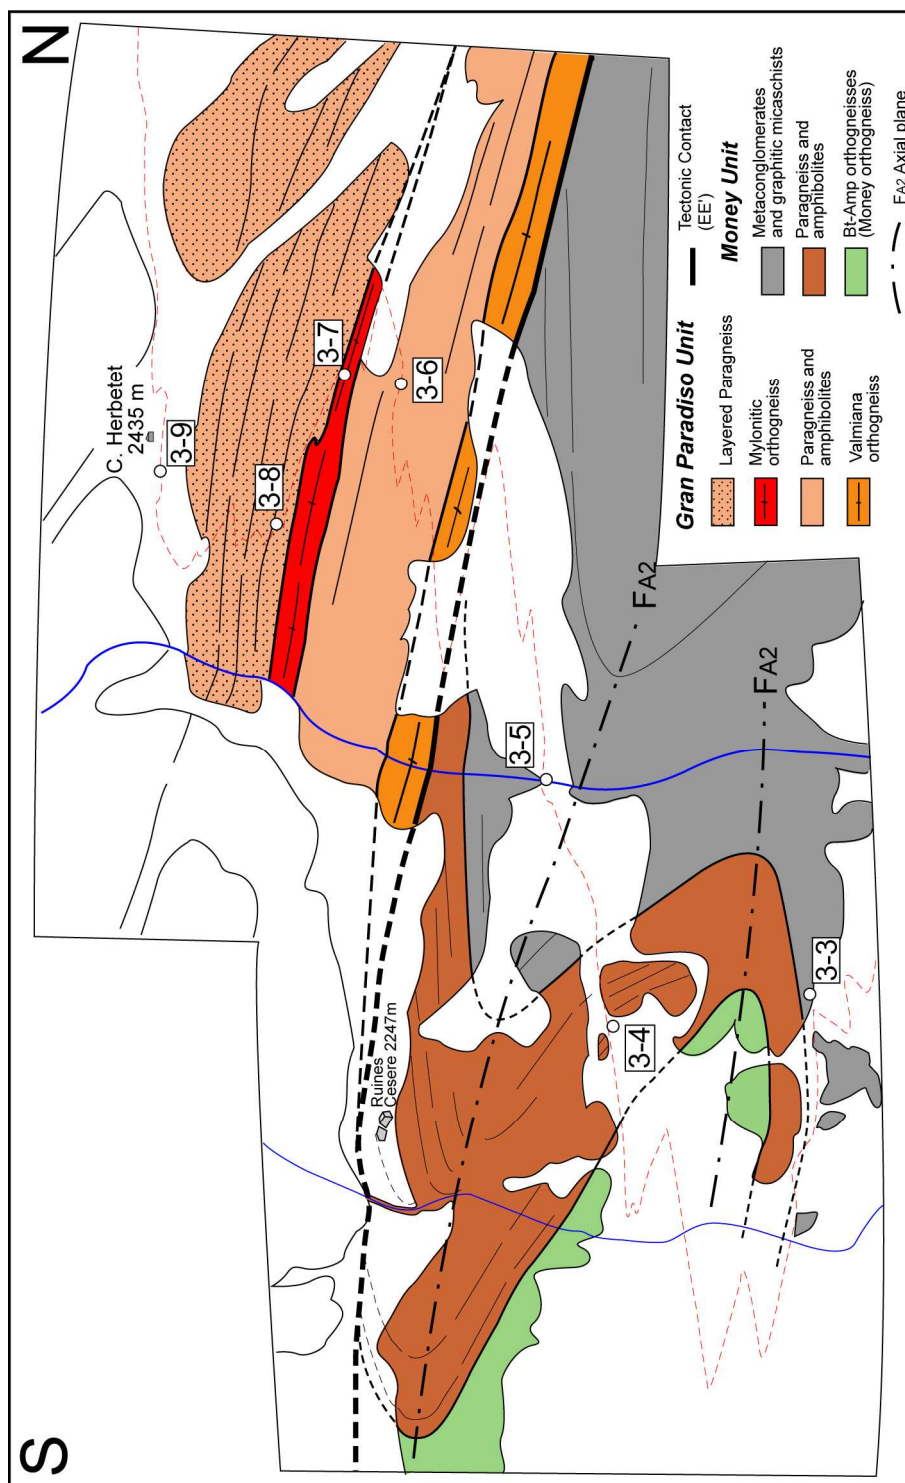 S
N
C. Herbetet
2435 m
3-9
3-8
3-7
3-6
3-5
3-4
3-3
FA2
FA2
Ruines
Cesere 2247m
Tectonic Contact
(EE')
Gran Paradiso Unit
Layered Paragneiss
Mylonitic
orthogneiss
Paragneiss and
amphibolites
Valmiana
orthogneiss
Money Unit
Metaconglomerates
and graphitic micaschists
Paragneiss and
amphibolites
Bt-Amp orthogneisses
(Money orthogneiss)
FA2 Axial plane